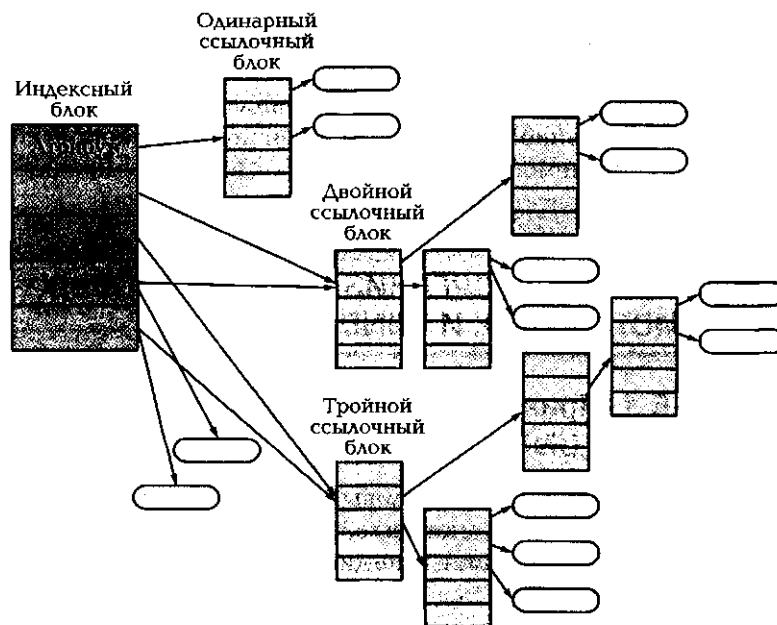 Одинарный
ссылочный
блок
Индексный
блок
Двойной
ссылочный
блок
Тройной
ссылочный
блок